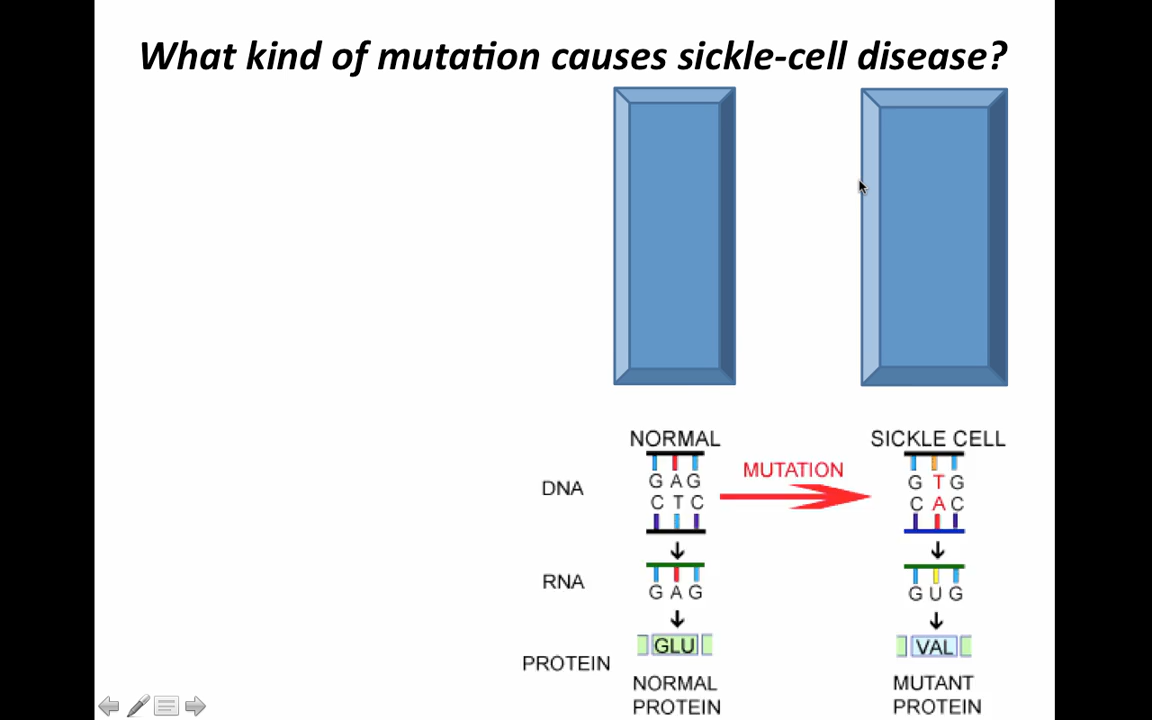 What kind of mutation causes sickle-cell disease?
NORMAL
SICKLE CELL
MUTATION
DNA
G A G
C T C
G T G
C A C
RNA
G A G
G U G
PROTEIN
GLU
VAL
NORMAL
PROTEIN
MUTANT
PROTEIN